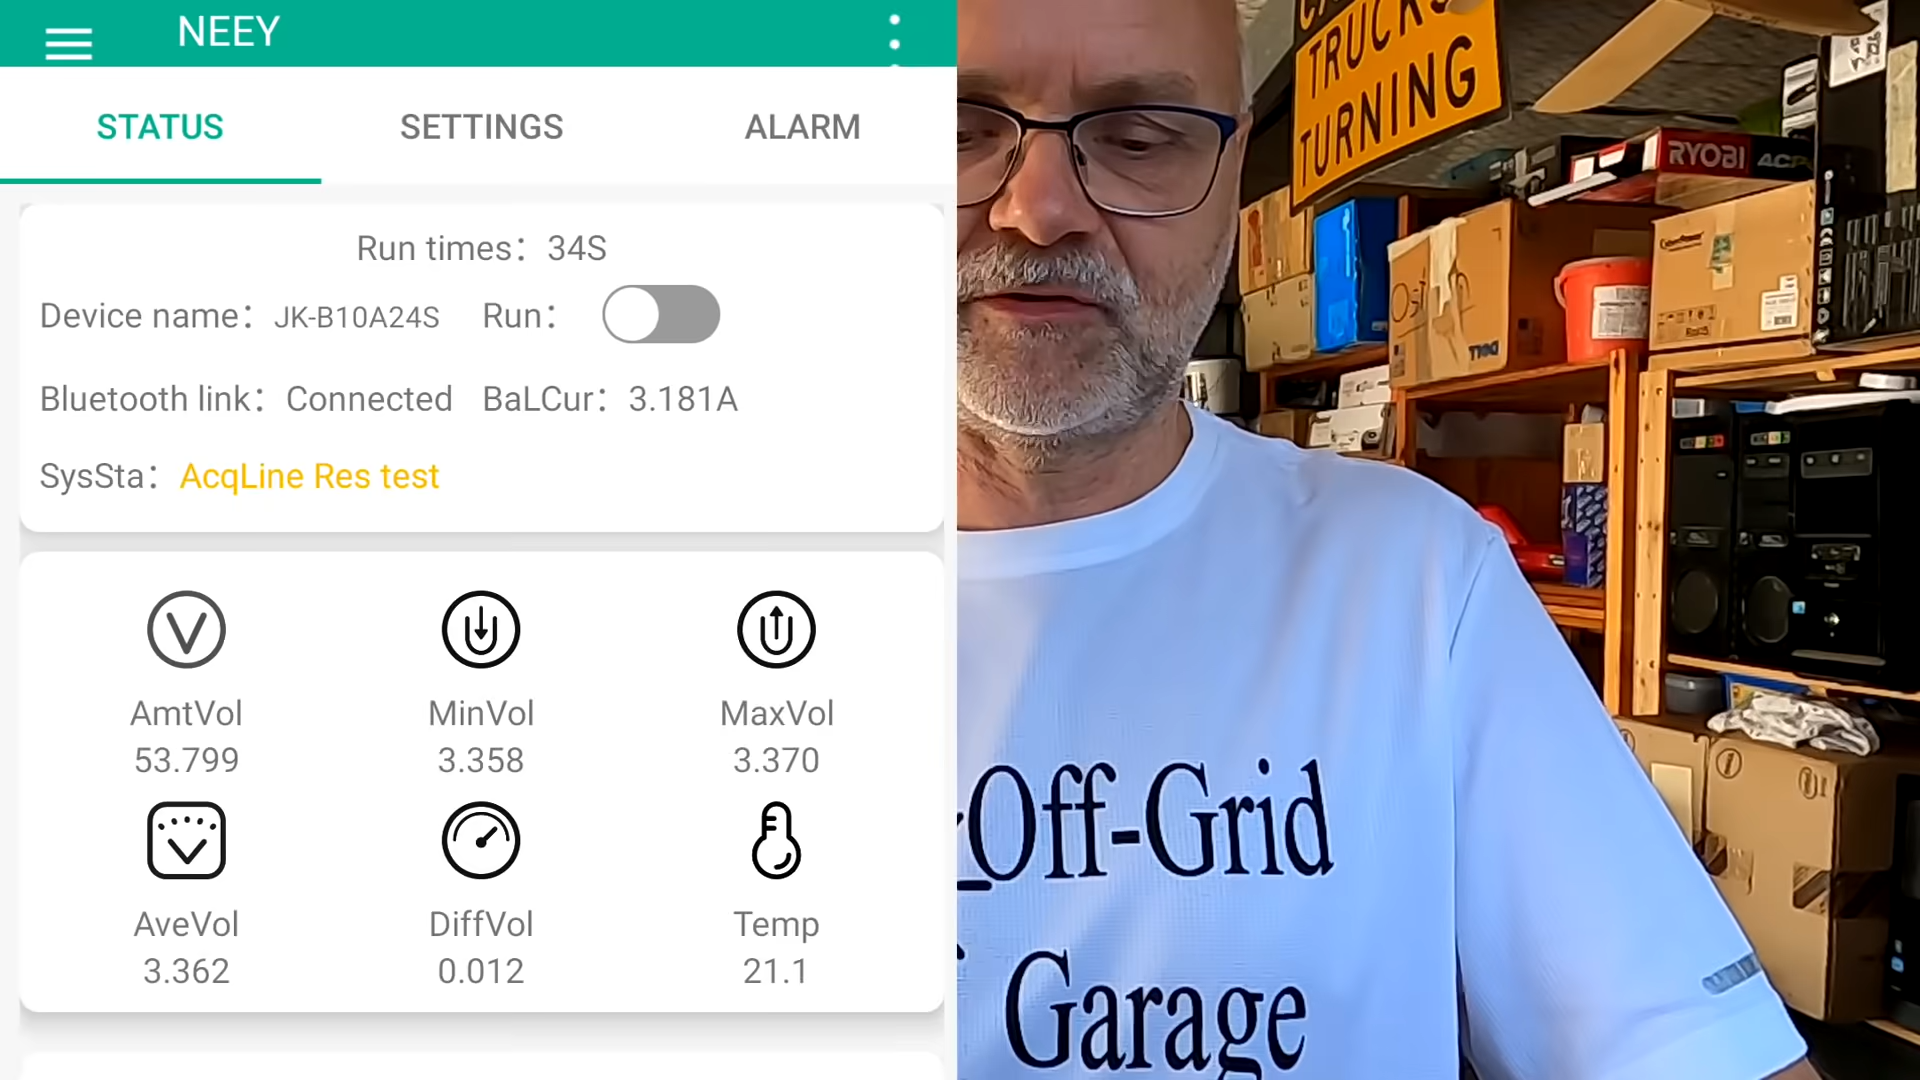 NEEY
STATUS SETTINGS ALARM
Run times: 34S
Device name: JK-B10A24S Run:
Bluetooth link: Connected BaLCur: 3.181A
SysSta: AcqLine Res test
AmtVol MinVol MaxVol
53.799 3.358 3.370
AveVol DiffVol Temp
3.362 0.012 21.1
TRUCKS
TURNING
RYOBI
CyberPower
Off-Grid
Garage